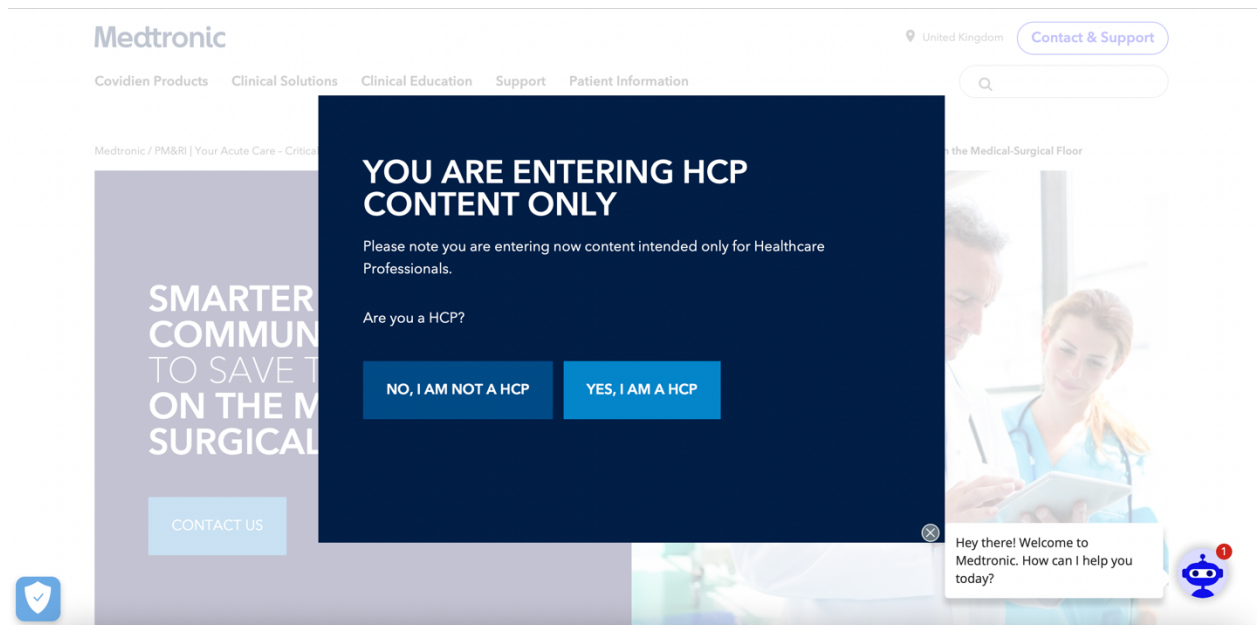 Medtronic
United Kingdom
Contact & Support
Covidien Products Clinical Solutions Clinical Education Support Patient Information
Medtronic / PM&RI | Your Acute Care - Critical
n the Medical-Surgical Floor
YOU ARE ENTERING HCP
CONTENT ONLY
Please note you are entering now content intended only for Healthcare
Professionals.
Are you a HCP?
NO, I AM NOT A HCP
YES, I AM A HCP
SMARTER
COMMUN
TO SAVE T
ON THE M
SURGICAL
CONTACT US
Hey there! Welcome to
Medtronic. How can I help you
today?
1